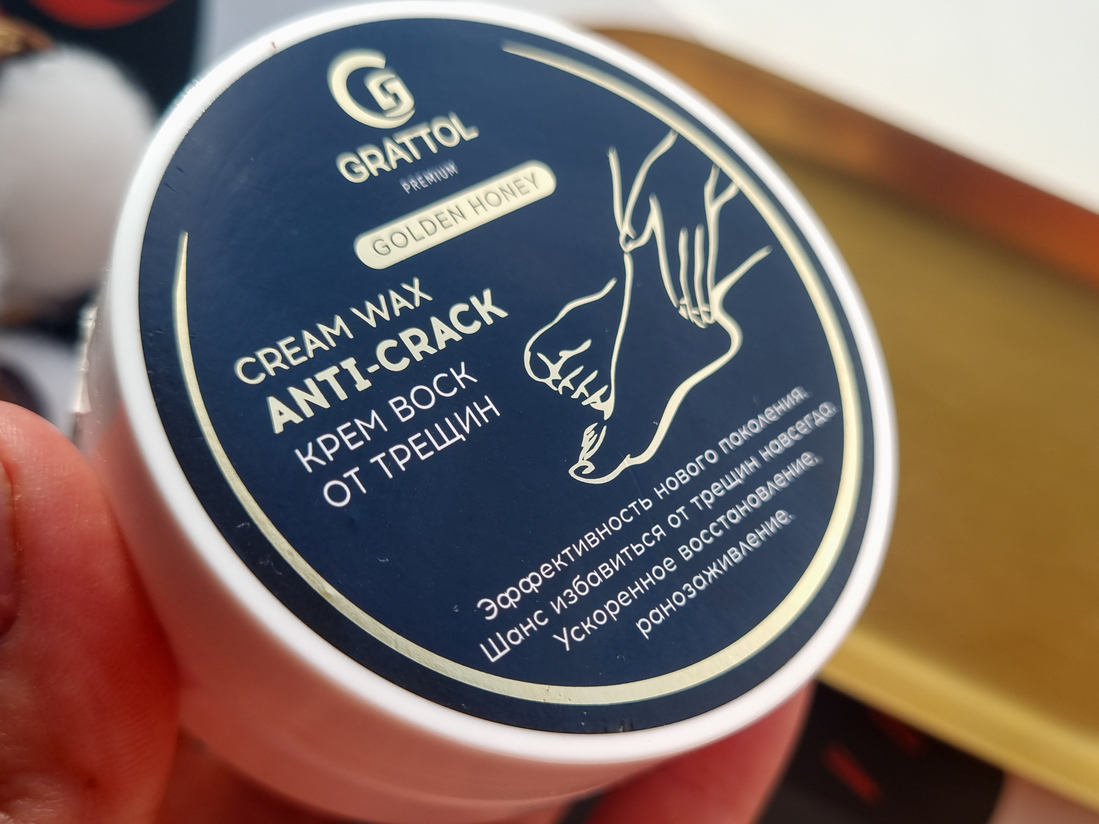 GRATTOL
PREMIUM
GOLDEN HONEY
CREAM WAX
ANTI-CRACK
КРЕМ ВОСК
ОТ ТРЕЩИН
Эффективность нового поколения.
Шанс избавиться от трещин навсегда.
Ускоренное восстановление,
ранозаживление.